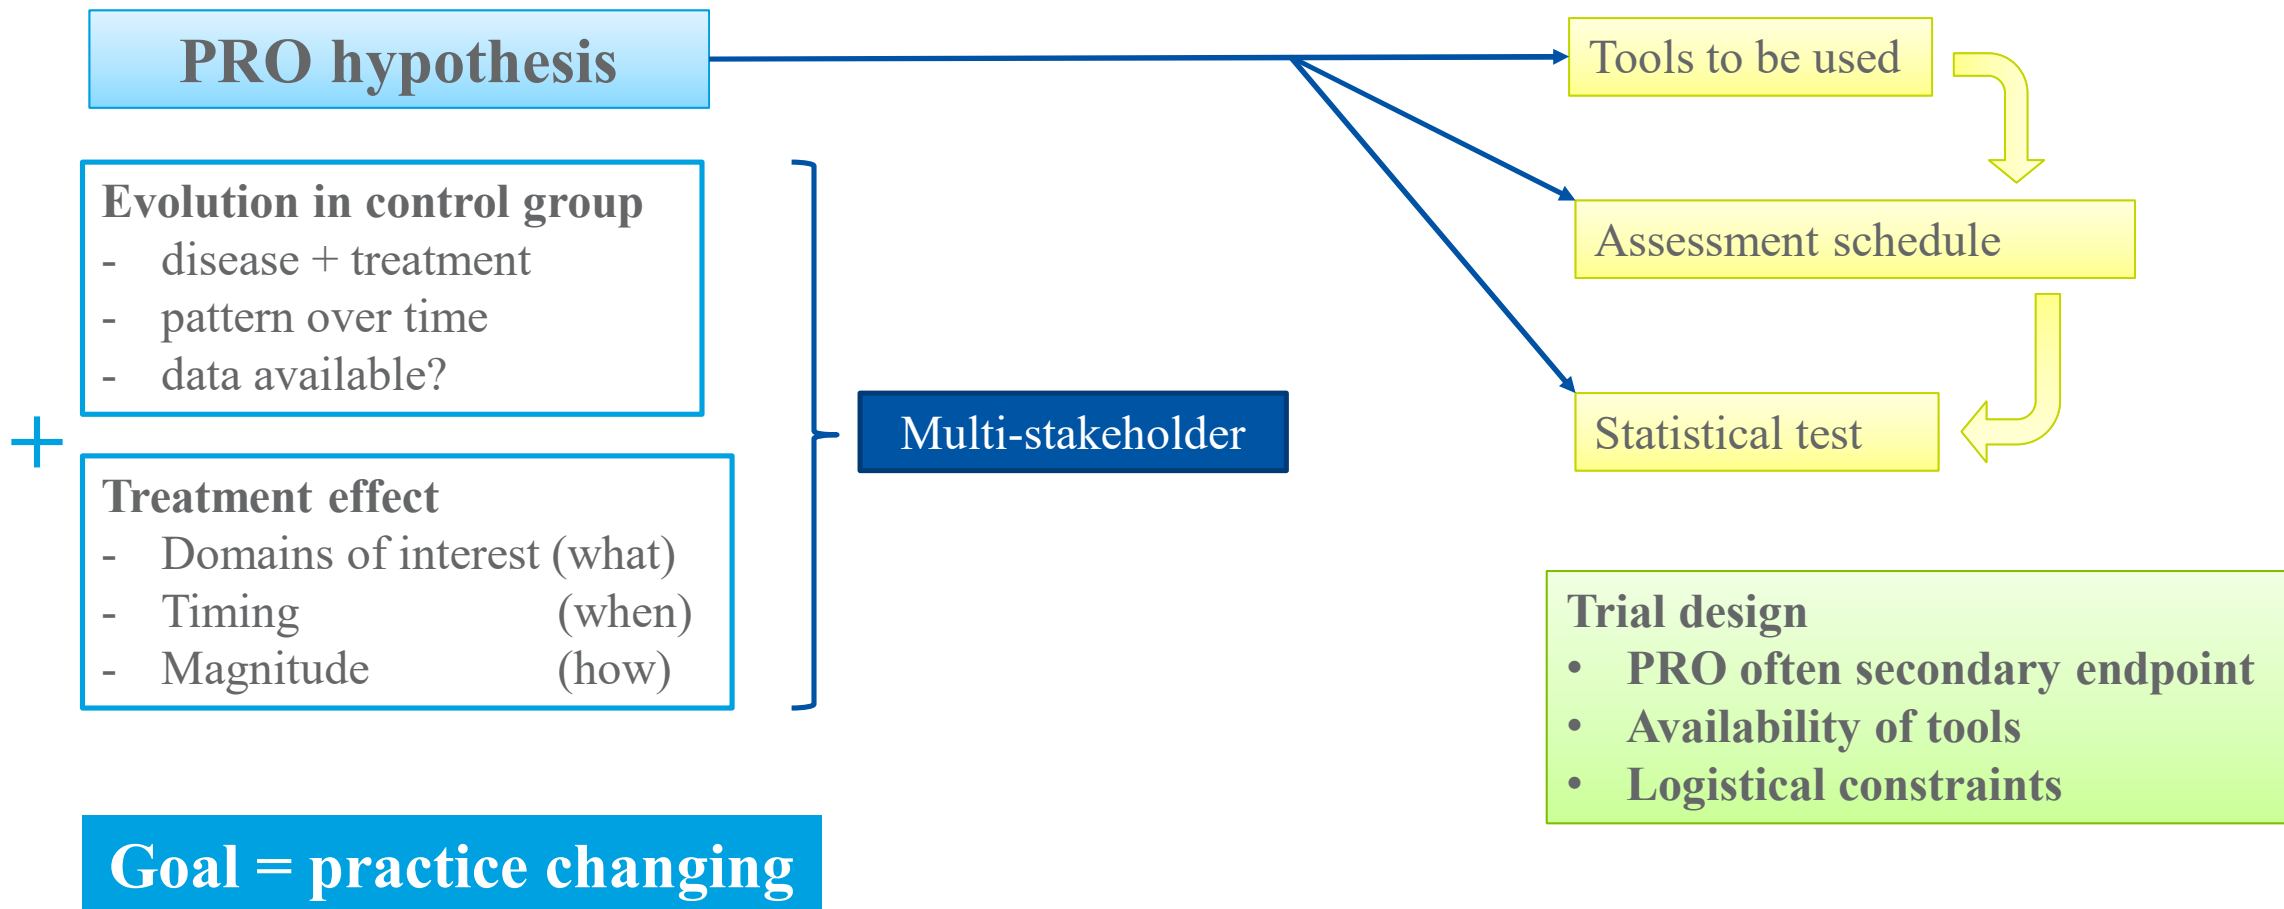 PRO hypothesis
Evolution in control group
- disease + treatment
- pattern over time
- data available?
+
Treatment effect
- Domains of interest (what)
- Timing (when)
- Magnitude (how)
Goal = practice changing
Multi-stakeholder
Tools to be used
Assessment schedule
Statistical test
Trial design
• PRO often secondary endpoint
• Availability of tools
• Logistical constraints